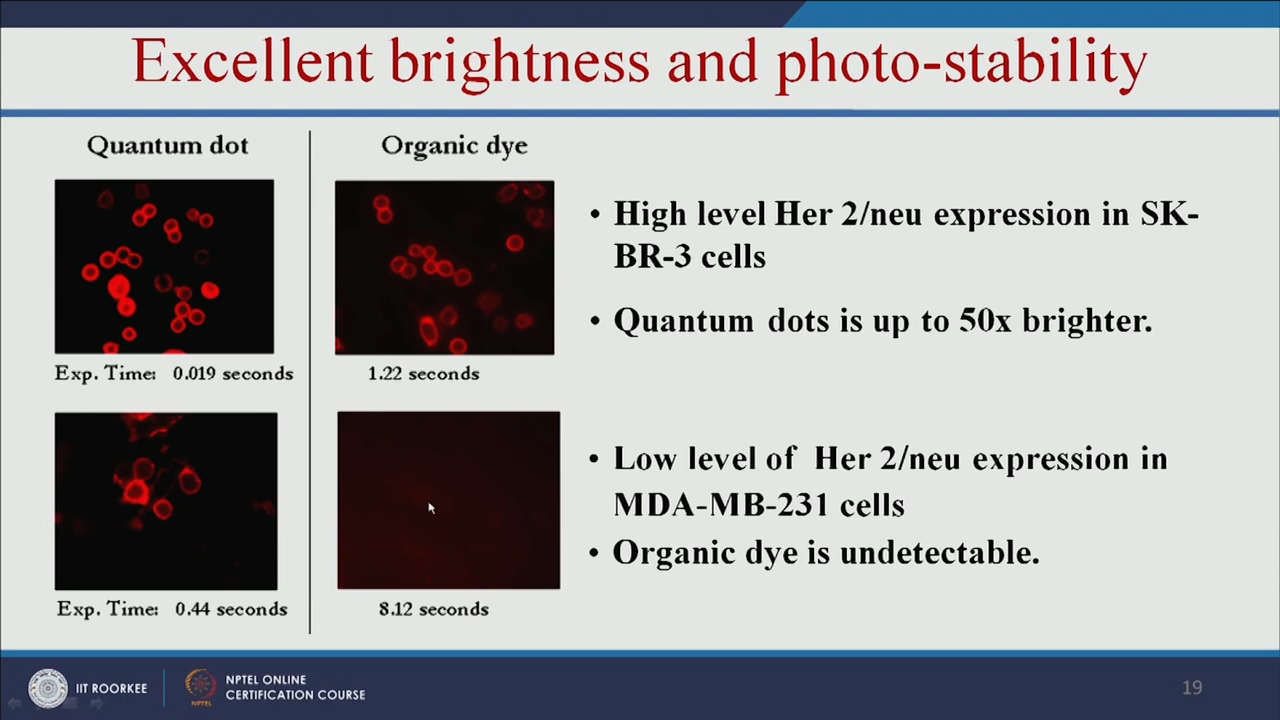 Excellent brightness and photo-stability
Quantum dot
Organic dye
Exp. Time: 0.019 seconds
1.22 seconds
Exp. Time: 0.44 seconds
8.12 seconds
• High level Her 2/neu expression in SK-
BR-3 cells
• Quantum dots is up to 50x brighter.
• Low level of Her 2/neu expression in
MDA-MB-231 cells
• Organic dye is undetectable.
IIT ROORKEE
NPTEL
NPTEL ONLINE
CERTIFICATION COURSE
19